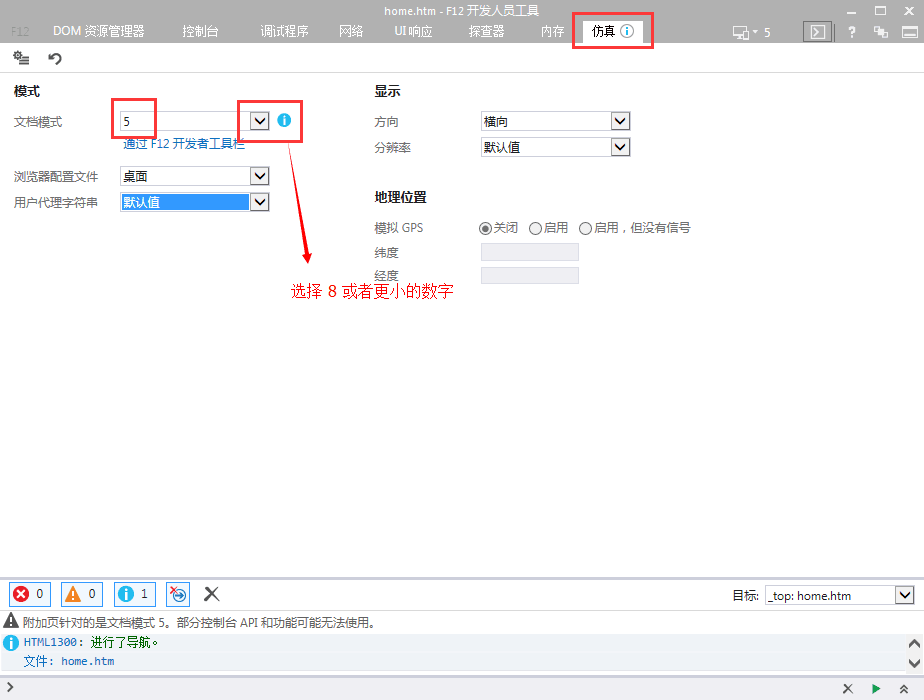 home.htm - F12 开发人员工具
F12 DOM 资源管理器 控制台 调试程序 网络 UI 响应 探查器 内存 仿真 5 ?
模式 显示
文档模式 5 方向 横向
通过 F12 开发者工具栏 分辨率 默认值
浏览器配置文件 桌面
用户代理字符串 默认值 地理位置
模拟 GPS 关闭 启用 启用，但没有信号
纬度
经度
选择 8 或者更小的数字
0 0 1 目标: _top: home.htm
附加页针对的是文档模式 5。部分控制台 API 和功能可能无法使用。
HTML1300: 进行了导航。
文件: home.htm